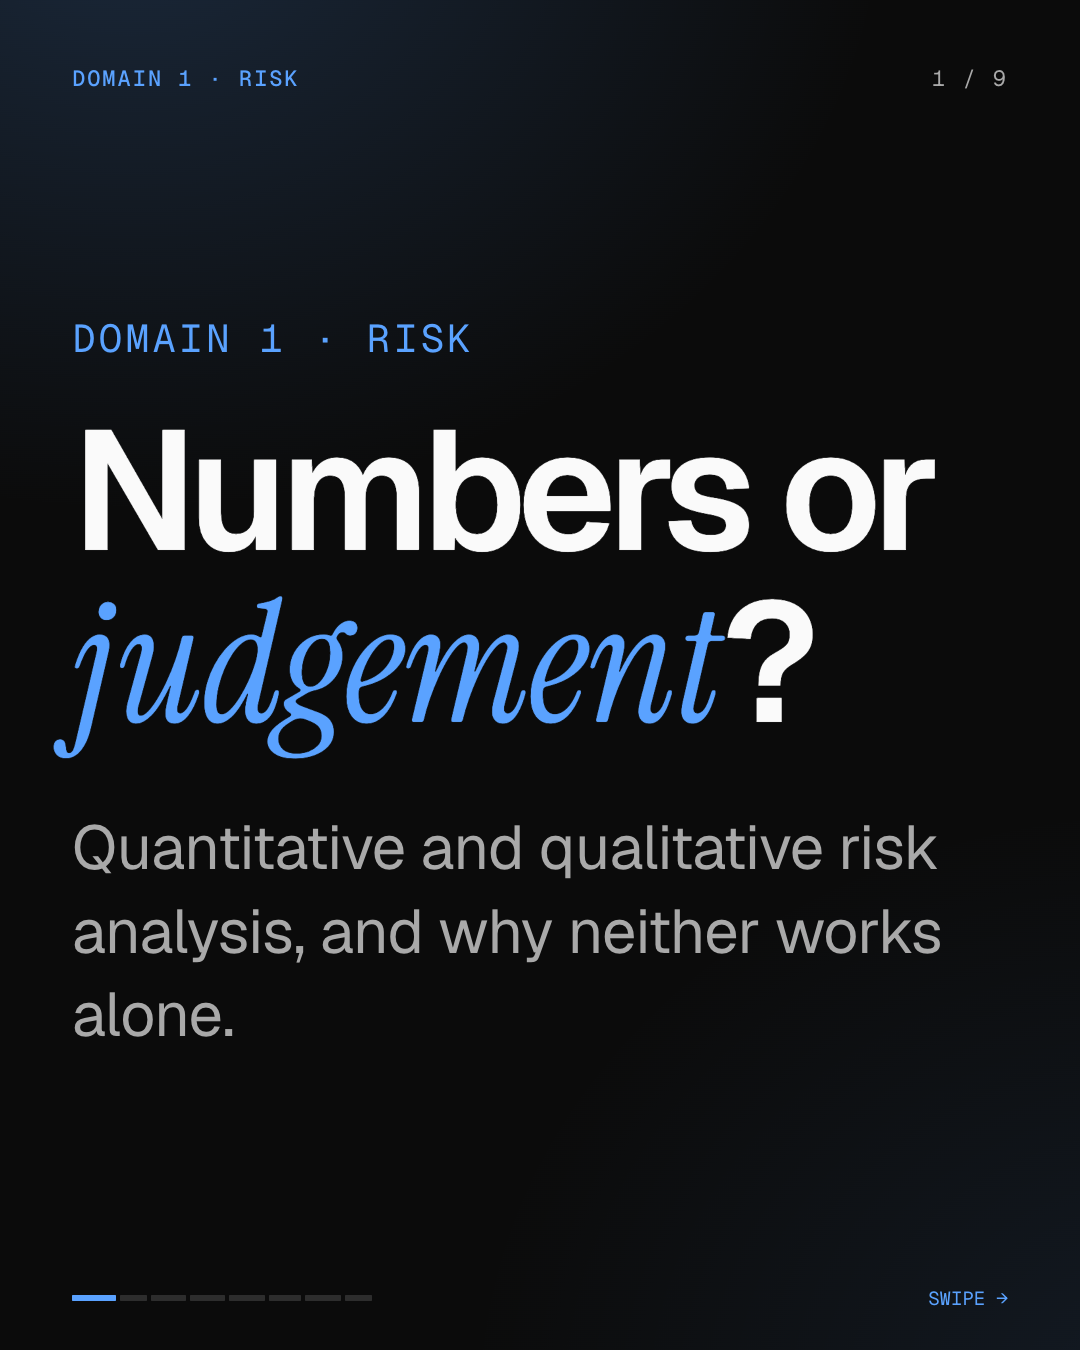 DOMAIN 1 · RISK
1 / 9
DOMAIN 1 · RISK
Numbers or
judgement?
Quantitative and qualitative risk
analysis, and why neither works
alone.
SWIPE →